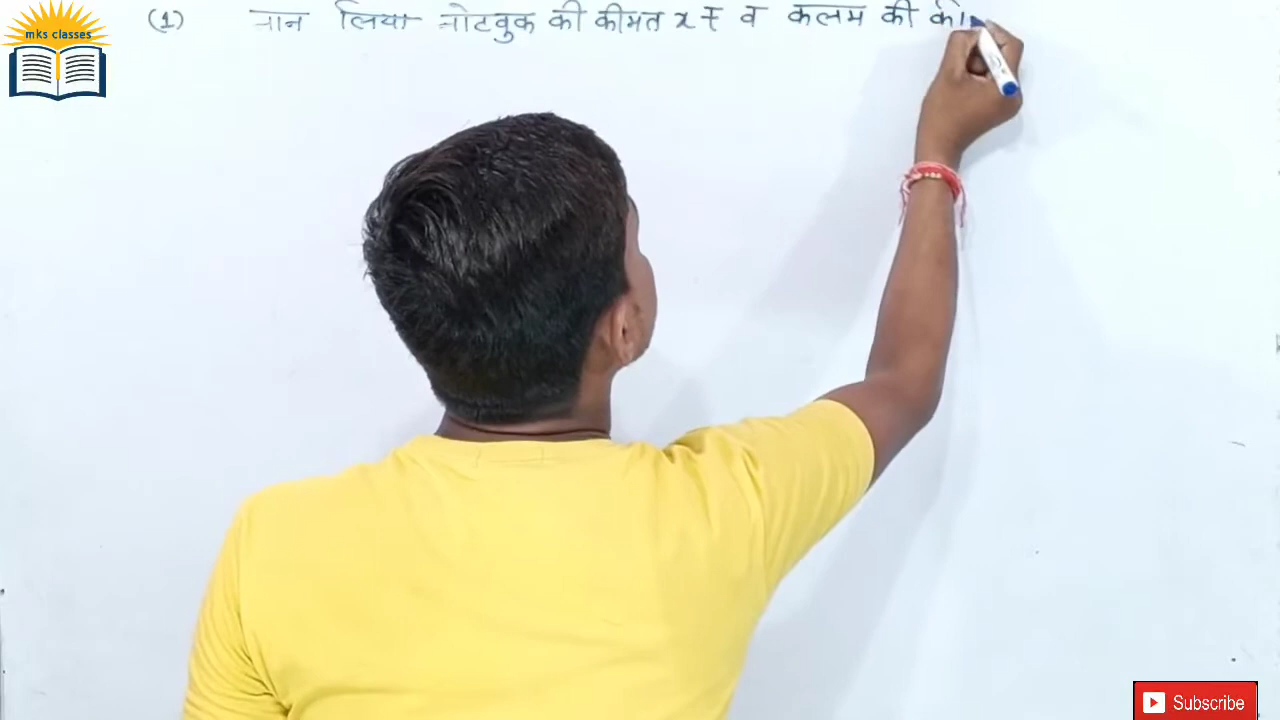 mks classes
(1) मान लिया नोटबुक की कीमत x ₹ व कलम की
Subscribe